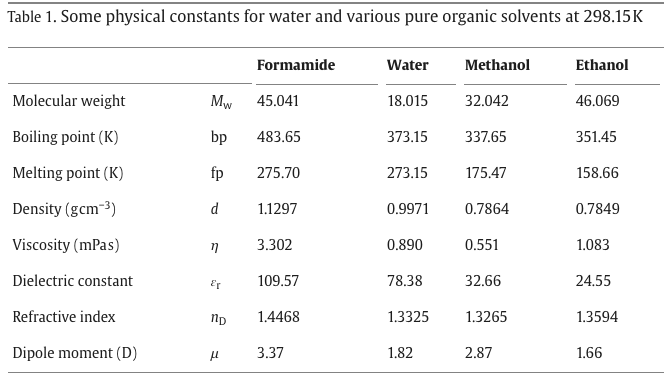 Table 1. Some physical constants for water and various pure organic solvents at 298.15 K
Formamide Water Methanol Ethanol
Molecular weight Mw 45.041 18.015 32.042 46.069
Boiling point (K) bp 483.65 373.15 337.65 351.45
Melting point (K) fp 275.70 273.15 175.47 158.66
Density (gcm⁻³) d 1.1297 0.9971 0.7864 0.7849
Viscosity (mPas) η 3.302 0.890 0.551 1.083
Dielectric constant εr 109.57 78.38 32.66 24.55
Refractive index nD 1.4468 1.3325 1.3265 1.3594
Dipole moment (D) μ 3.37 1.82 2.87 1.66